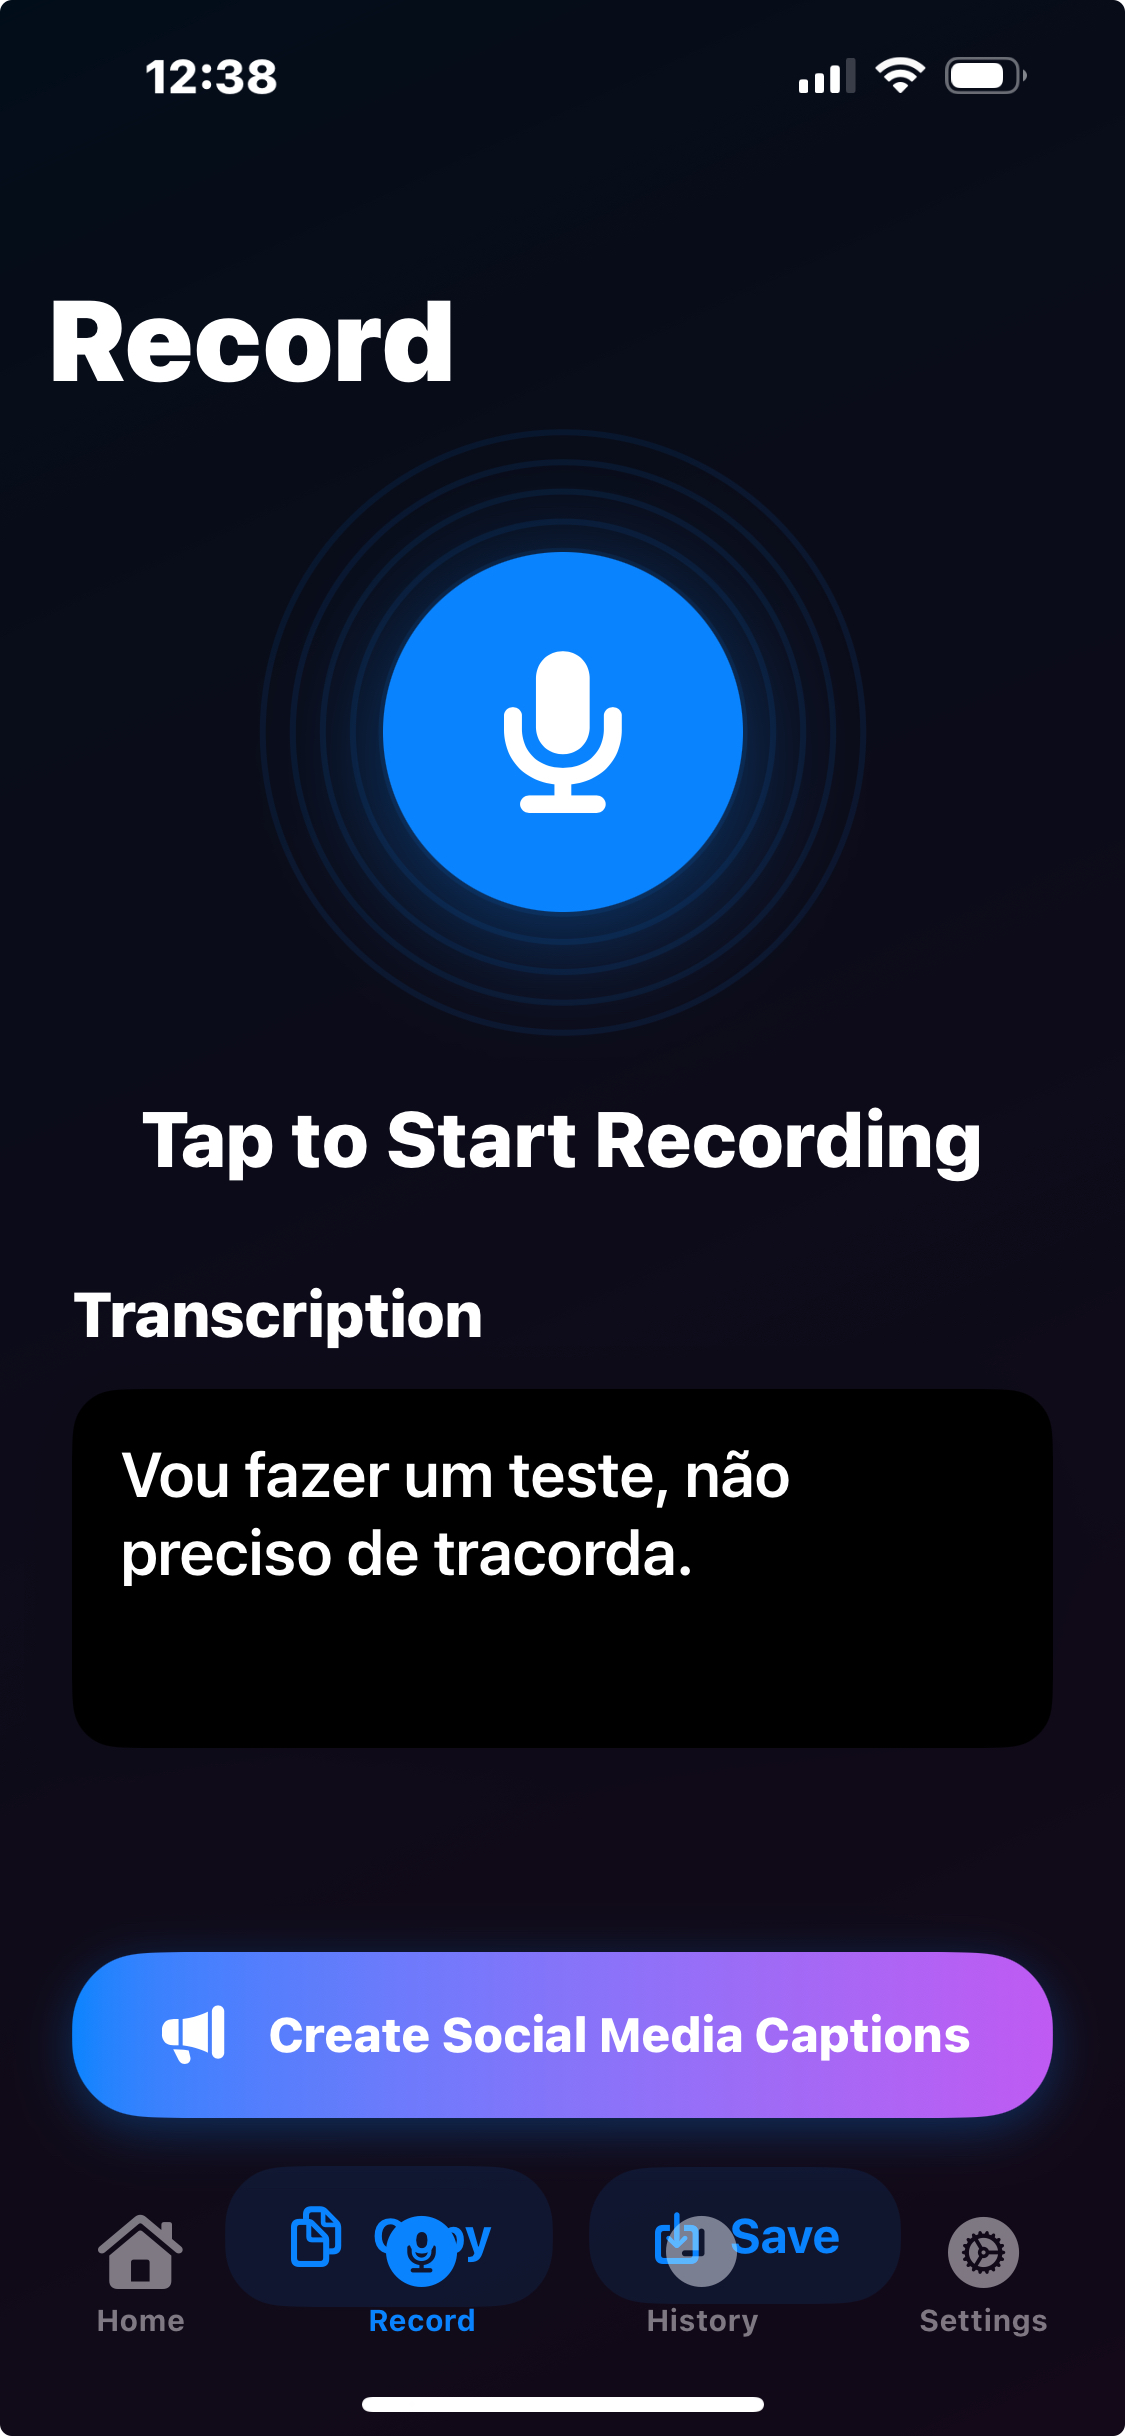 12:38
Record
Tap to Start Recording
Transcription
Vou fazer um teste, não
preciso de tracorda.
Create Social Media Captions
Copy
Save
Home
Record
History
Settings